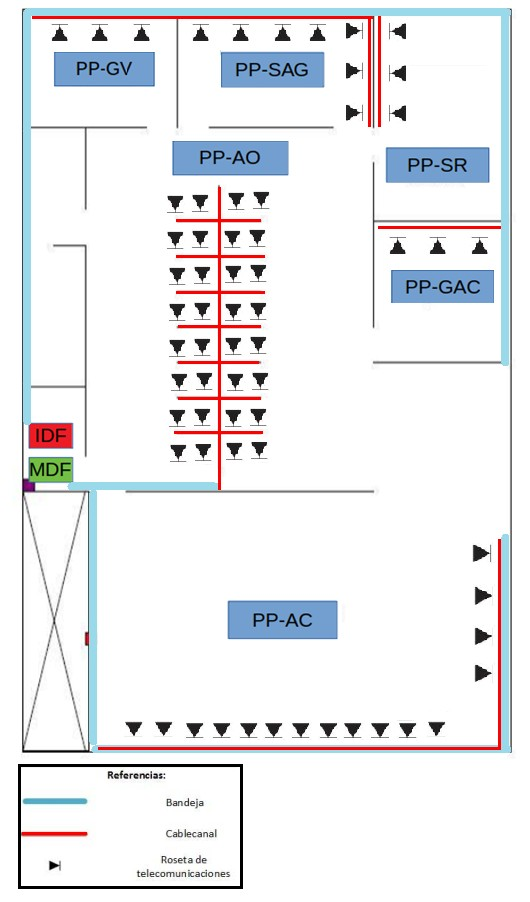 PP-GV
PP-SAG
PP-AO
PP-SR
PP-GAC
IDF
MDF
PP-AC
Referencias:
Bandeja
Cablecanal
Roseta de
telecomunicaciones